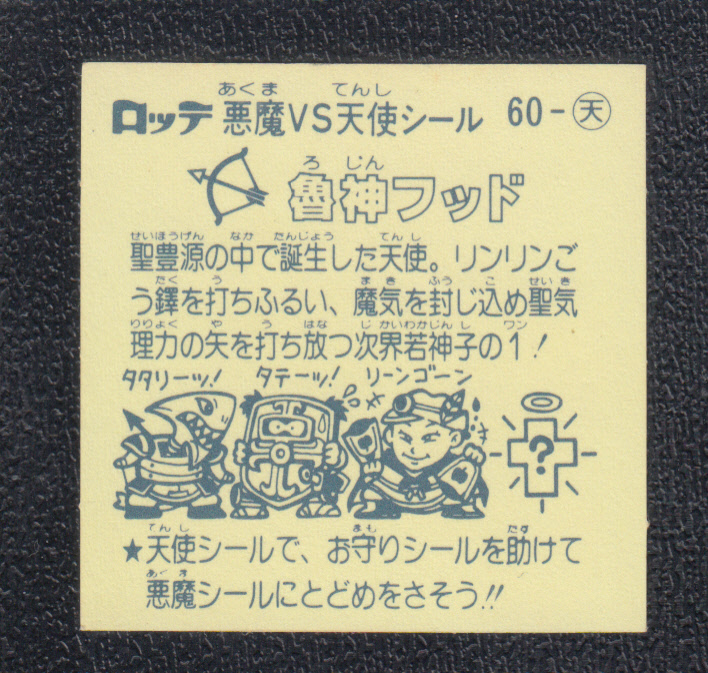 あくま てんし
ロッテ 悪魔VS天使シール 60-天
ろ じん
魯神フッド
せいほうげん なか たんじょう てんし
聖豊源の中で誕生した天使。リンリンご
たく う ま き ふう こ せいき
う鐸を打ちふるい、魔気を封じ込め聖気
りりょく や う はな じ かいわかじん し ワン
理力の矢を打ち放つ次界若神子の1!
タタリーッ! タテーッ! リーンゴーン
?
てんし まも たす
★天使シールで、お守りシールを助けて
あくま
悪魔シールにとどめをさそう!!